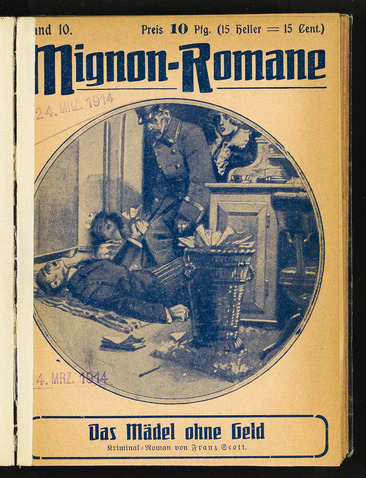 and 10. Preis 10 Pfg. (15 Heller = 15 Cent.)
Mignon-Romane
24. MRZ. 1914
4. MRZ. 1914
Das Mädel ohne Geld
Kriminal-Roman von Franz Scott.